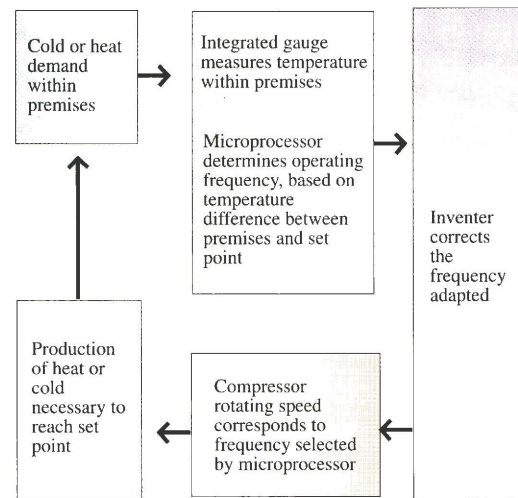 Cold or heat
demand
within
premises
Integrated gauge
measures temperature
within premises
Microprocessor
determines operating
frequency, based on
temperature
difference between
premises and set
point
Inventer
corrects
the
frequency
adapted
Compressor
rotating speed
corresponds to
frequency selected
by microprocessor
Production
of heat or
cold
necessary to
reach set
point